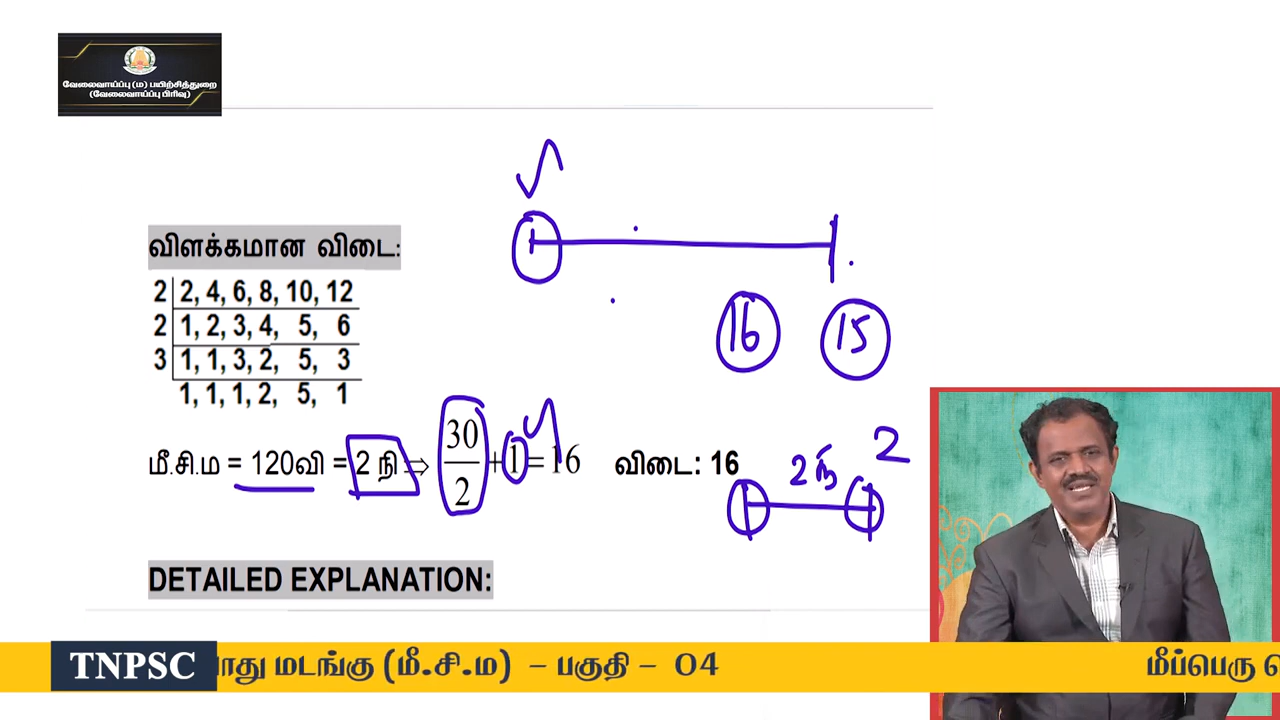 வேலைவாய்ப்பு (ம) பயிற்சித்துறை
(வேலைவாய்ப்பு பிரிவு)
விளக்கமான விடை:
2 2, 4, 6, 8, 10, 12
2 1, 2, 3, 4, 5, 6
3 1, 1, 3, 2, 5, 3
1, 1, 1, 2, 5, 1
16 15
மீ.சி.ம = 120வி = 2 நி ⇒ 30/2 + 1 = 16 விடை: 16
2 நி 2
DETAILED EXPLANATION:
TNPSC மடங்கு (மீ.சி.ம) – பகுதி – 04 மீப்பெரு